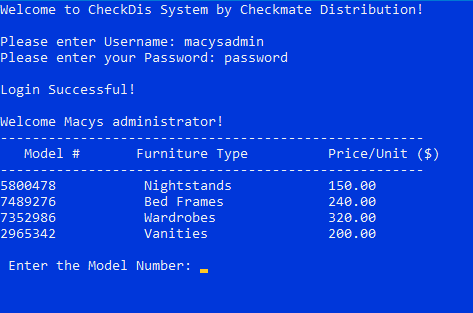 Welcome to CheckDis System by Checkmate Distribution!
Please enter Username: macysadmin
Please enter your Password: password
Login Successful!
Welcome Macys administrator!
-----------------------------------------------------
Model # Furniture Type Price/Unit ($)
-----------------------------------------------------
5800478 Nightstands 150.00
7489276 Bed Frames 240.00
7352986 Wardrobes 320.00
2965342 Vanities 200.00
Enter the Model Number: _